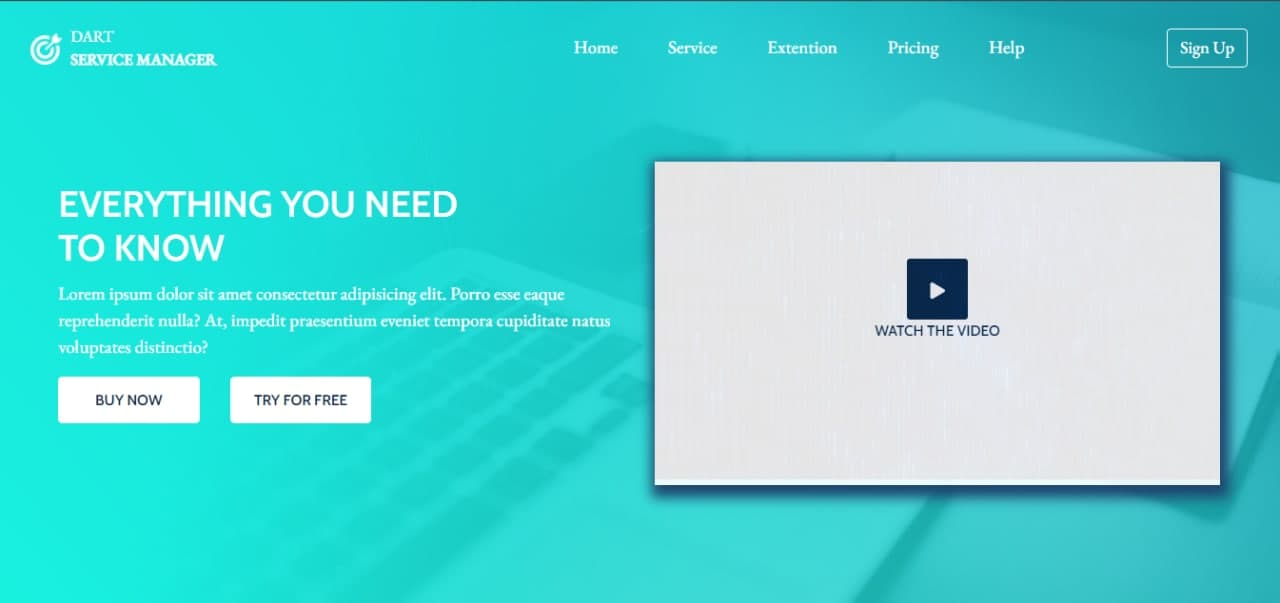 DART
SERVICE MANAGER
Home
Service
Extention
Pricing
Help
Sign Up
EVERYTHING YOU NEED
TO KNOW
Lorem ipsum dolor sit amet consectetur adipisicing elit. Porro esse eaque
reprehenderit nulla? At, impedit praesentium eveniet tempora cupiditate natus
voluptates distinctio?
BUY NOW
TRY FOR FREE
WATCH THE VIDEO